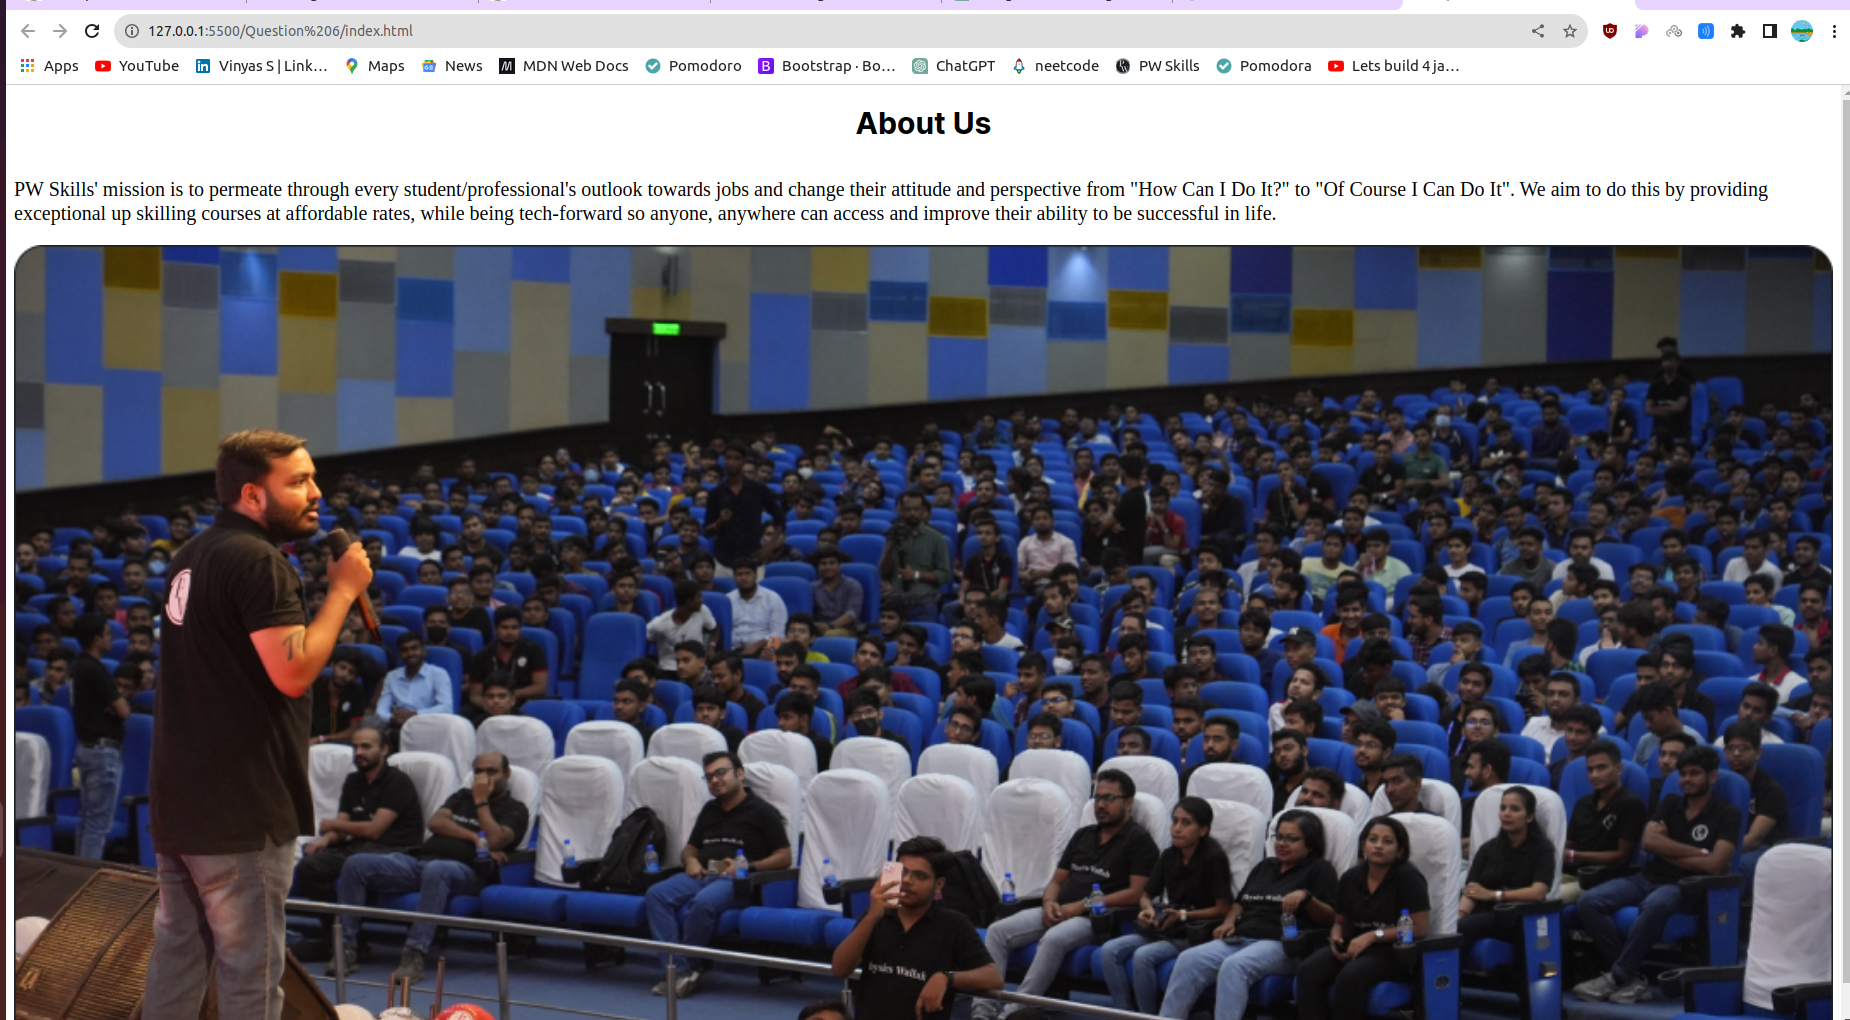 127.0.0.1:5500/Question%206/index.html
Apps YouTube Vinyas S | Link… Maps News MDN Web Docs Pomodoro Bootstrap · Bo… ChatGPT neetcode PW Skills Pomodora Lets build 4 ja…
About Us
PW Skills' mission is to permeate through every student/professional's outlook towards jobs and change their attitude and perspective from "How Can I Do It?" to "Of Course I Can Do It". We aim to do this by providing
exceptional up skilling courses at affordable rates, while being tech-forward so anyone, anywhere can access and improve their ability to be successful in life.